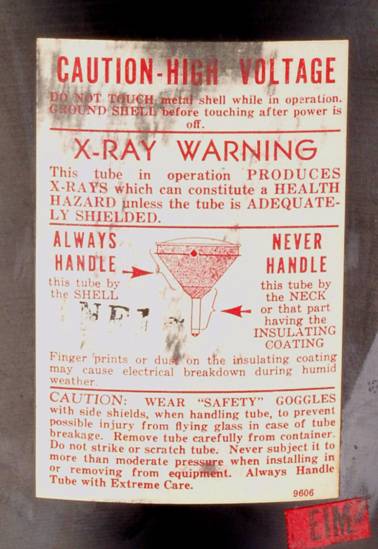 CAUTION-HIGH VOLTAGE
DO NOT TOUCH metal shell while in operation.
GROUND SHELL before touching after power is
off.
X-RAY WARNING
This tube in operation PRODUCES
X-RAYS which can constitute a HEALTH
HAZARD unless the tube is ADEQUATE-
LY SHIELDED.
ALWAYS
HANDLE
this tube by
the SHELL
NEVER
HANDLE
this tube by
the NECK
or that part
having the
INSULATING
COATING
Finger prints or dust on the insulating coating
may cause electrical breakdown during humid
weather.
CAUTION: WEAR "SAFETY" GOGGLES
with side shields, when handling tube, to prevent
possible injury from flying glass in case of tube
breakage. Remove tube carefully from container.
Do not strike or scratch tube. Never subject it to
more than moderate pressure when installing in
or removing from equipment. Always Handle
Tube with Extreme Care.
9606